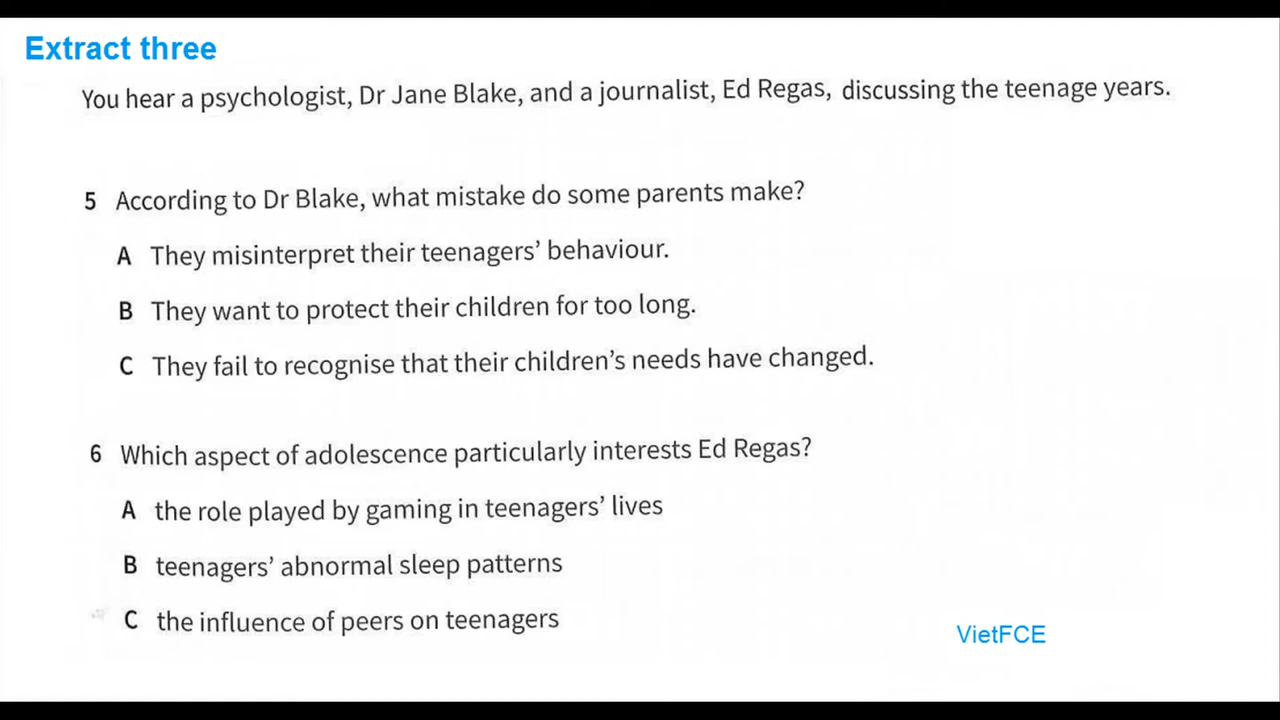 Extract three
You hear a psychologist, Dr Jane Blake, and a journalist, Ed Regas, discussing the teenage years.
5 According to Dr Blake, what mistake do some parents make?
A They misinterpret their teenagers’ behaviour.
B They want to protect their children for too long.
C They fail to recognise that their children’s needs have changed.
6 Which aspect of adolescence particularly interests Ed Regas?
A the role played by gaming in teenagers’ lives
B teenagers’ abnormal sleep patterns
C the influence of peers on teenagers
VietFCE